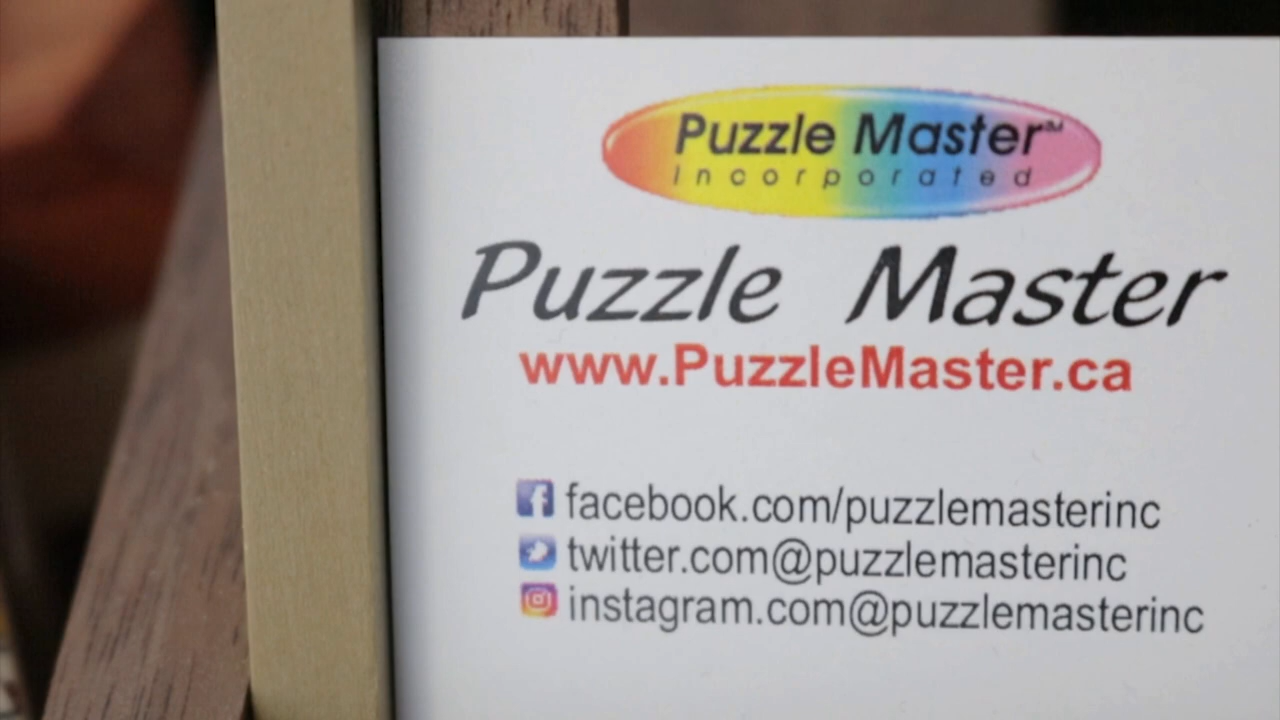 Puzzle Master™
Incorporated
Puzzle Master
www.PuzzleMaster.ca
facebook.com/puzzlemasterinc
twitter.com@puzzlemasterinc
instagram.com@puzzlemasterinc